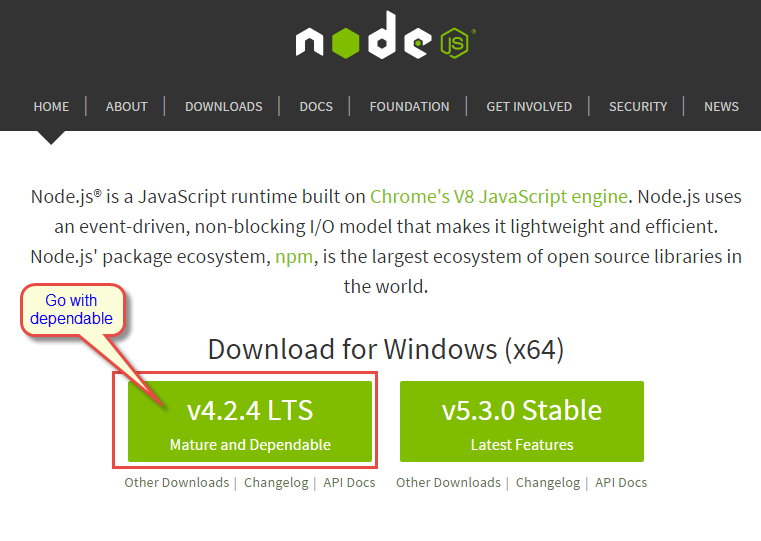 node JS®
HOME | ABOUT | DOWNLOADS | DOCS | FOUNDATION | GET INVOLVED | SECURITY | NEWS
Node.js® is a JavaScript runtime built on Chrome's V8 JavaScript engine. Node.js uses
an event-driven, non-blocking I/O model that makes it lightweight and efficient.
Node.js' package ecosystem, npm, is the largest ecosystem of open source libraries in
the world.
Go with
dependable
Download for Windows (x64)
v4.2.4 LTS
Mature and Dependable
v5.3.0 Stable
Latest Features
Other Downloads | Changelog | API Docs
Other Downloads | Changelog | API Docs